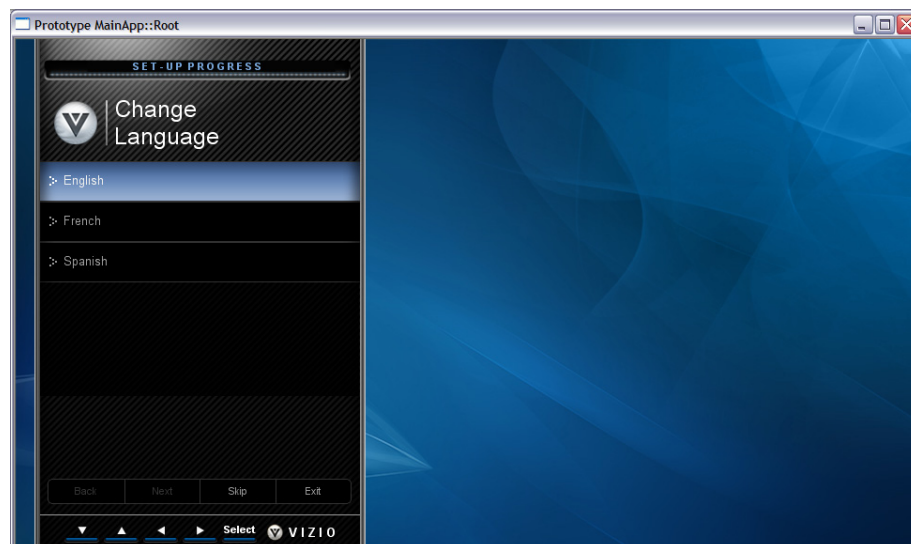 Prototype MainApp::Root
SET-UP PROGRESS
Change
Language
English
French
Spanish
Back Next Skip Exit
Select VIZIO